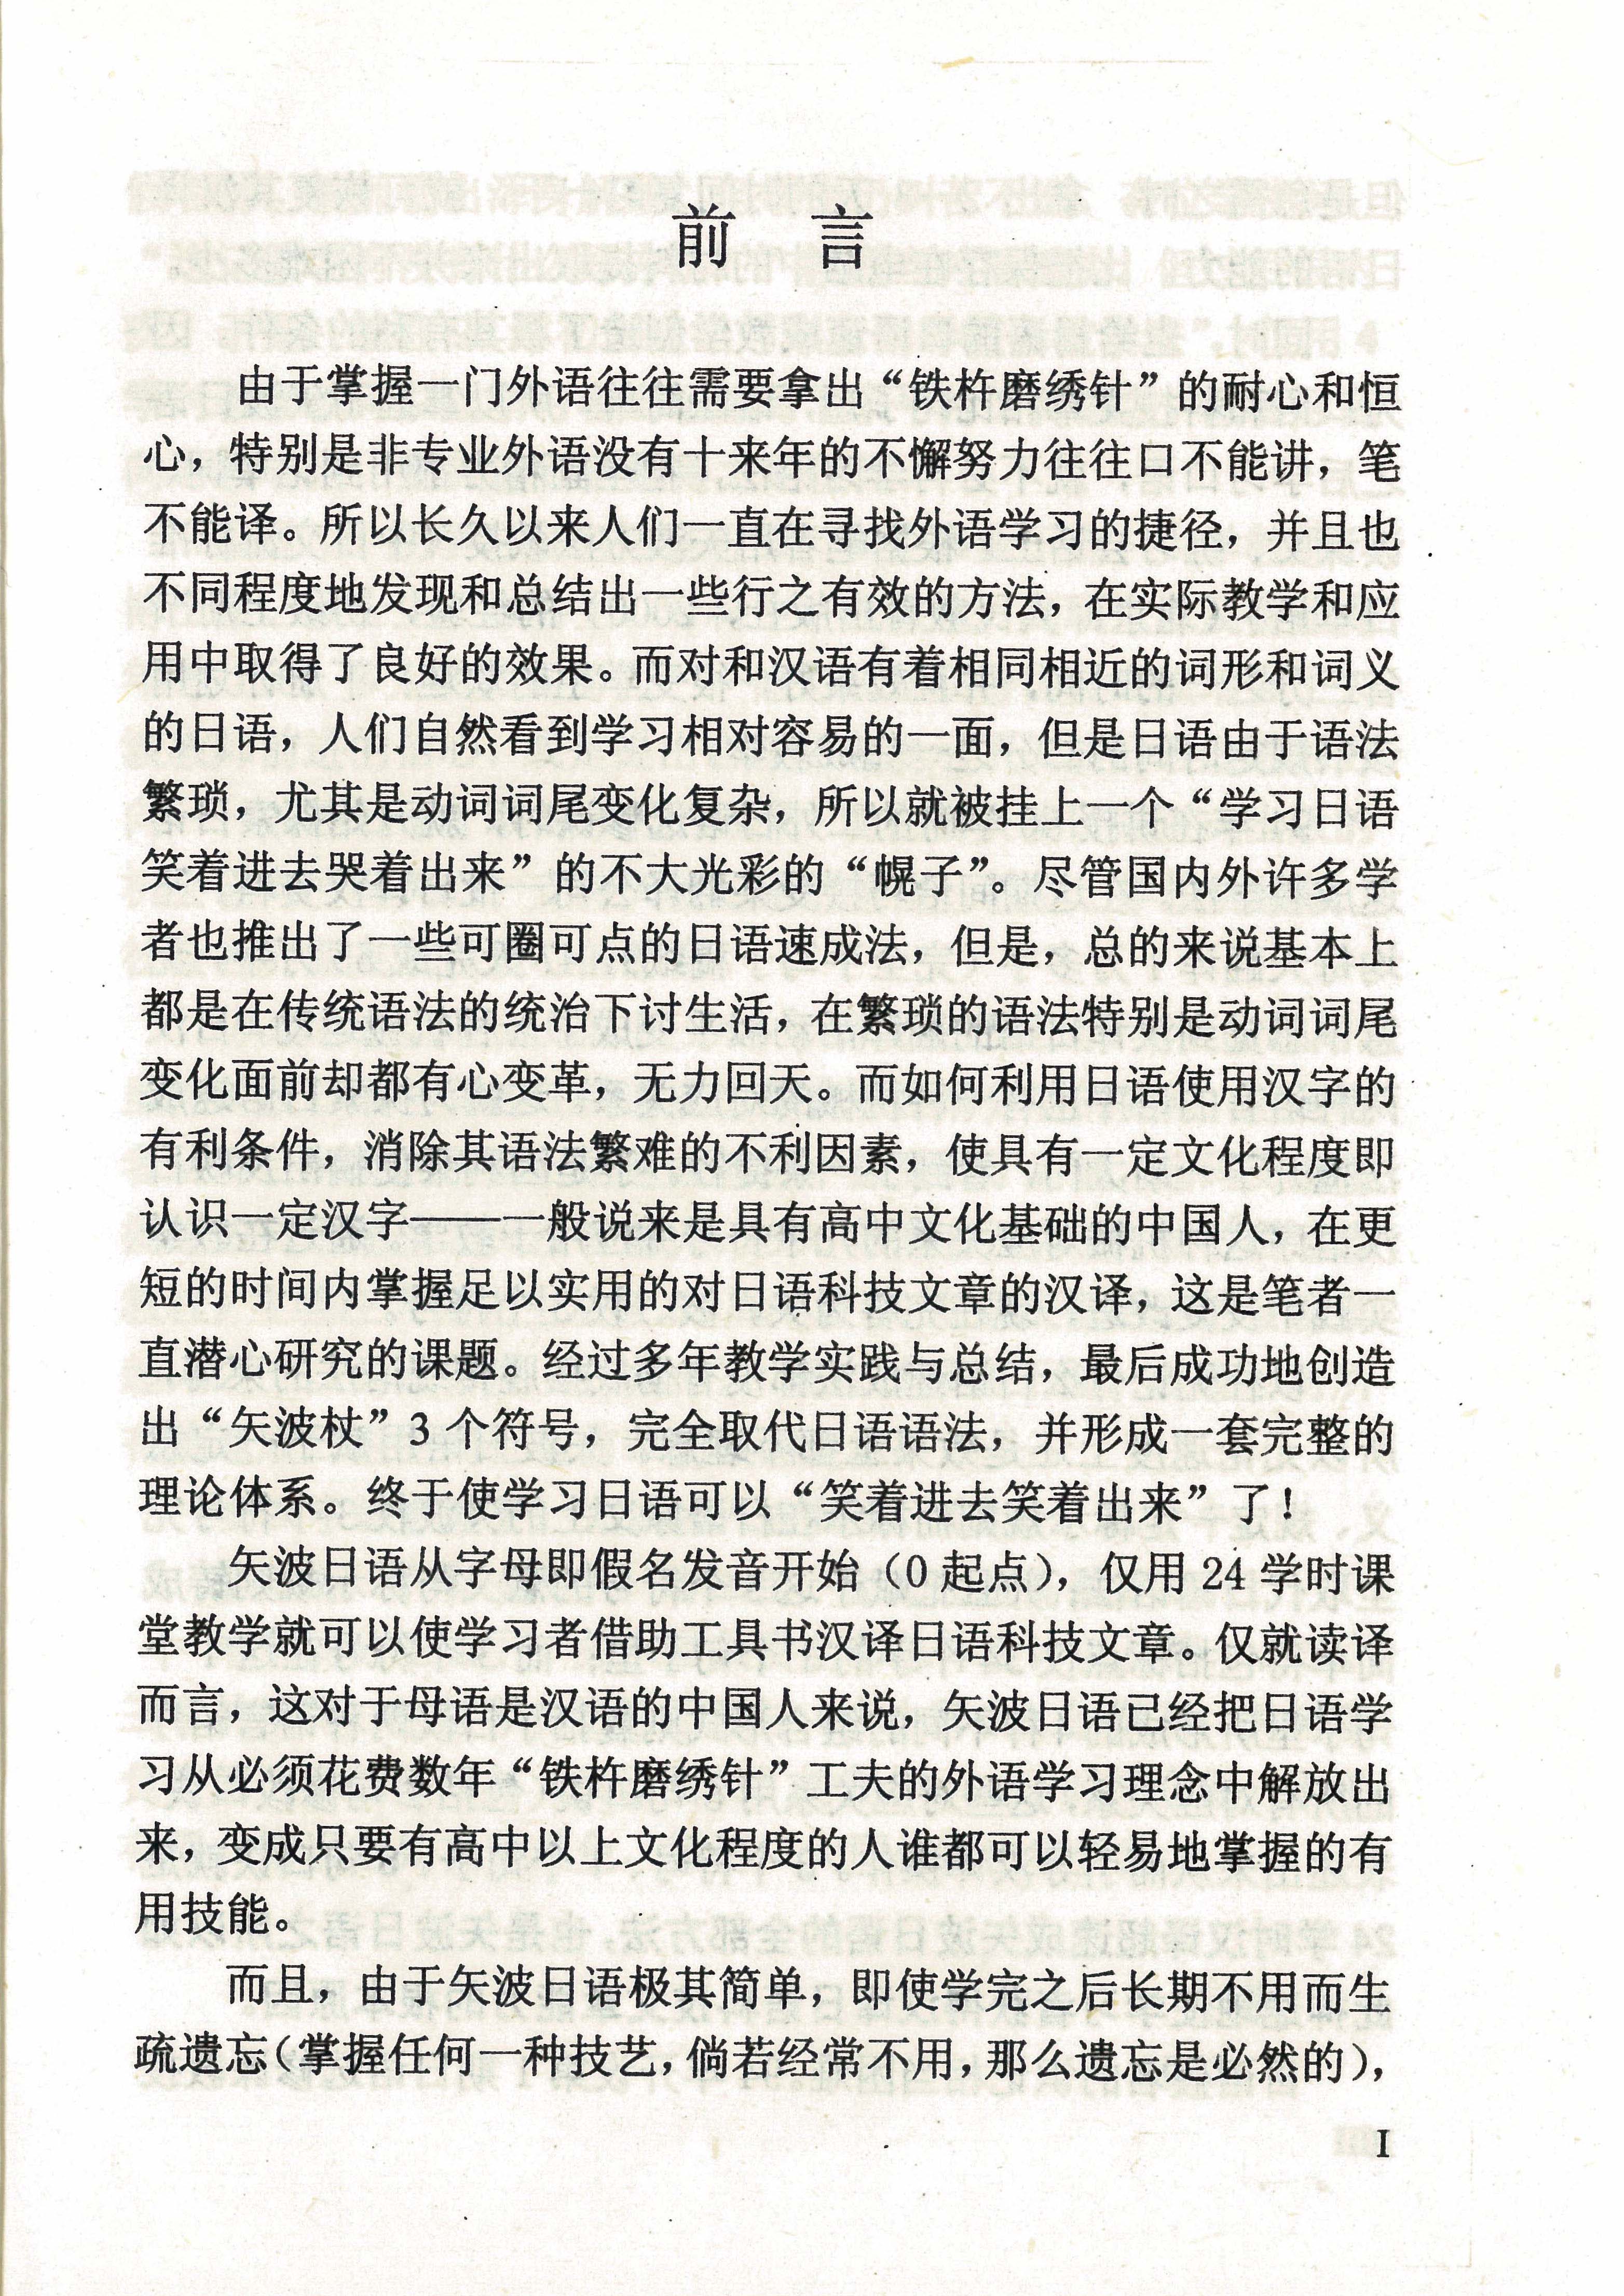 前 言
由于掌握一门外语往往需要拿出“铁杵磨绣针”的耐心和恒
心，特别是非专业外语没有十来年的不懈努力往往口不能讲，笔
不能译。所以长久以来人们一直在寻找外语学习的捷径，并且也
不同程度地发现和总结出一些行之有效的方法，在实际教学和应
用中取得了良好的效果。而对和汉语有着相同相近的词形和词义
的日语，人们自然看到学习相对容易的一面，但是日语由于语法
繁琐，尤其是动词词尾变化复杂，所以就被挂上一个“学习日语
笑着进去哭着出来”的不大光彩的“幌子”。尽管国内外许多学
者也推出了一些可圈可点的日语速成法，但是，总的来说基本上
都是在传统语法的统治下讨生活，在繁琐的语法特别是动词词尾
变化面前却都有心变革，无力回天。而如何利用日语使用汉字的
有利条件，消除其语法繁难的不利因素，使具有一定文化程度即
认识一定汉字——一般说来是具有高中文化基础的中国人，在更
短的时间内掌握足以实用的对日语科技文章的汉译，这是笔者一
直潜心研究的课题。经过多年教学实践与总结，最后成功地创造
出“矢波杖”3 个符号，完全取代日语语法，并形成一套完整的
理论体系。终于使学习日语可以“笑着进去笑着出来”了！
矢波日语从字母即假名发音开始（0 起点），仅用 24 学时课
堂教学就可以使学习者借助工具书汉译日语科技文章。仅就读译
而言，这对于母语是汉语的中国人来说，矢波日语已经把日语学
习从必须花费数年“铁杵磨绣针”工夫的外语学习理念中解放出
来，变成只要有高中以上文化程度的人谁都可以轻易地掌握的有
用技能。
而且，由于矢波日语极其简单，即使学完之后长期不用而生
疏遗忘（掌握任何一种技艺，倘若经常不用，那么遗忘是必然的），
I